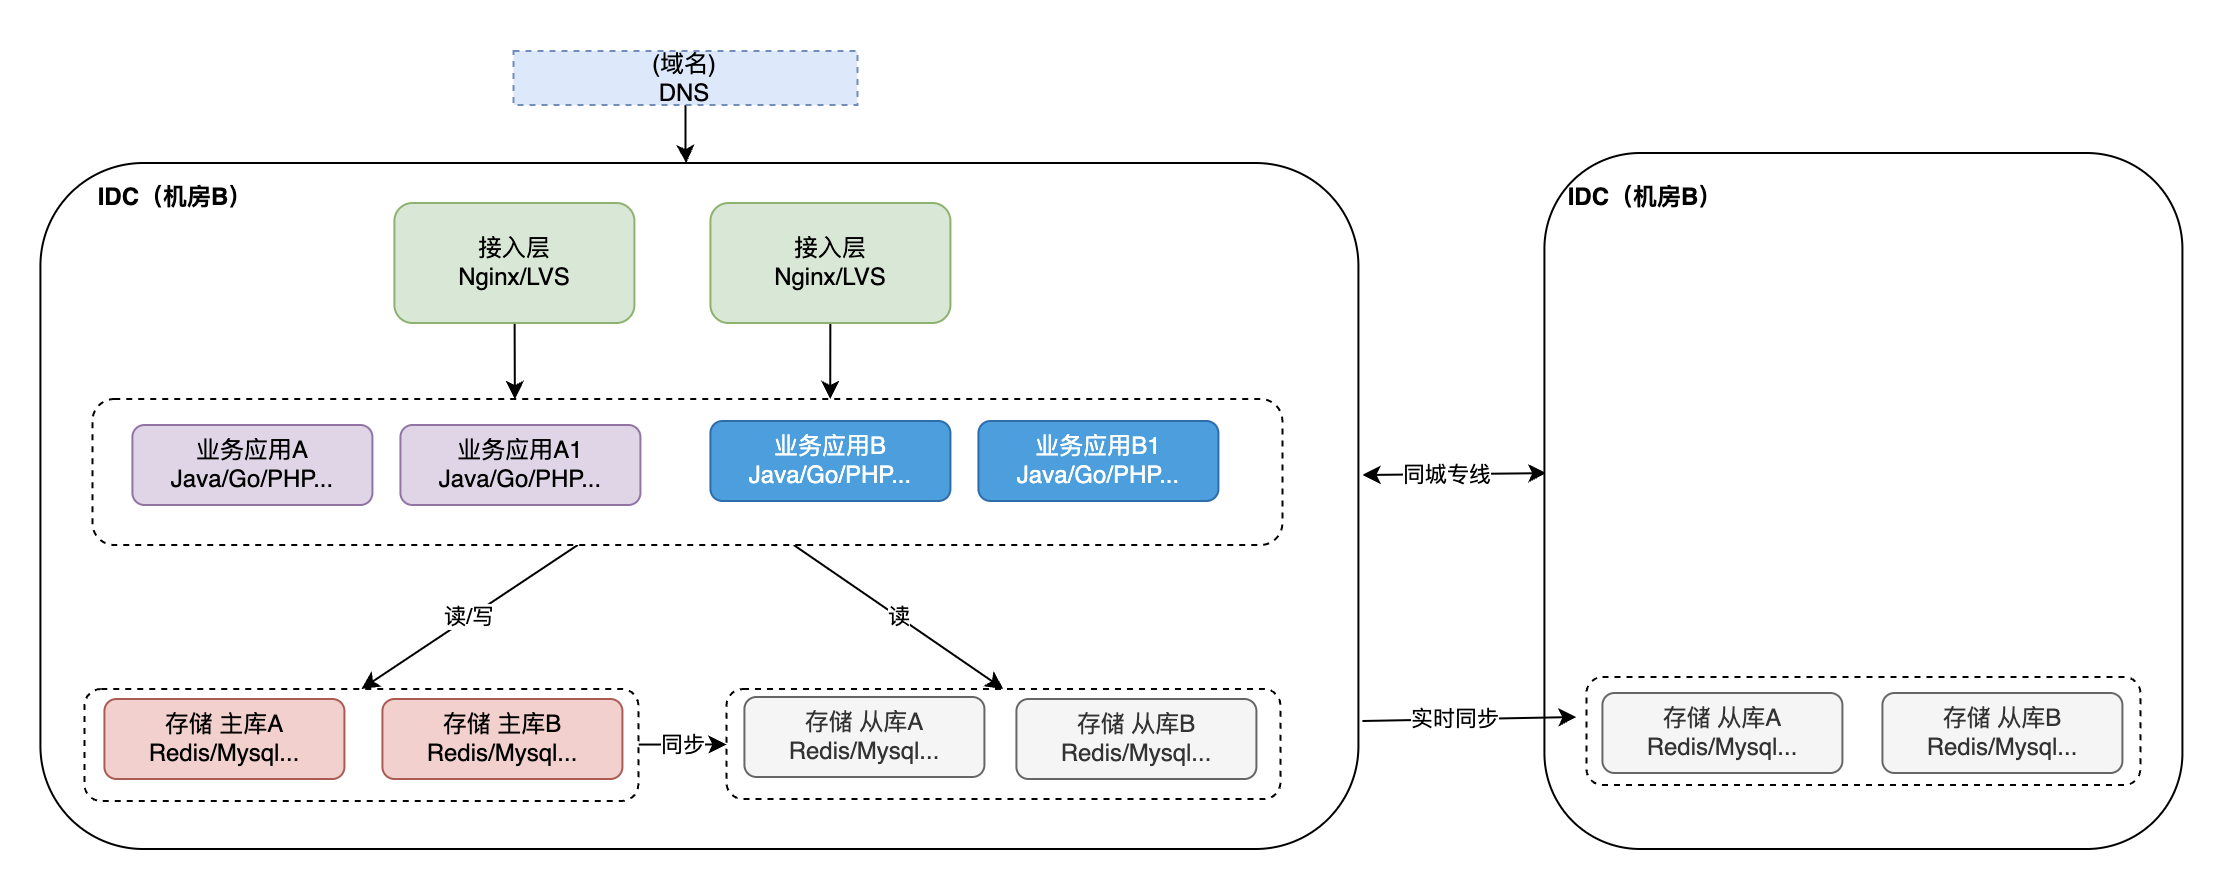 (域名)
DNS
IDC（机房B）
接入层
Nginx/LVS
接入层
Nginx/LVS
业务应用A
Java/Go/PHP...
业务应用A1
Java/Go/PHP...
业务应用B
Java/Go/PHP...
业务应用B1
Java/Go/PHP...
读/写
读
存储 主库A
Redis/Mysql...
存储 主库B
Redis/Mysql...
同步
存储 从库A
Redis/Mysql...
存储 从库B
Redis/Mysql...
同城专线
实时同步
IDC（机房B）
存储 从库A
Redis/Mysql...
存储 从库B
Redis/Mysql...